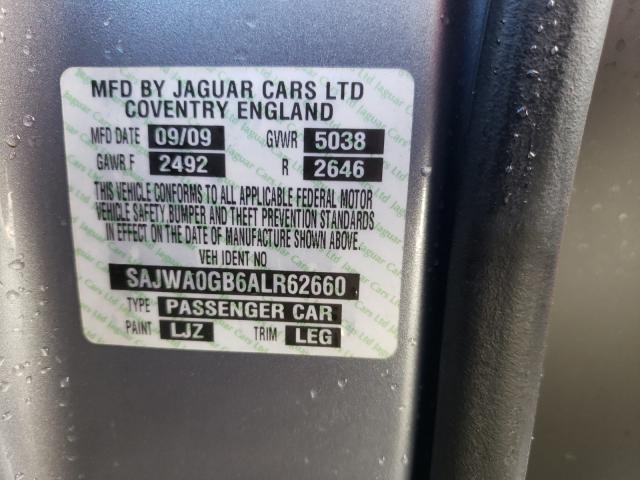 MFD BY JAGUAR CARS LTD
COVENTRY ENGLAND
MFD DATE 09/09 GVWR 5038
GAWR F 2492 R 2646
THIS VEHICLE CONFORMS TO ALL APPLICABLE FEDERAL MOTOR
VEHICLE SAFETY BUMPER AND THEFT PREVENTION STANDARDS
IN EFFECT ON THE DATE OF MANUFACTURE SHOWN ABOVE.
VEH IDENT NO
SAJWA0GB6ALR62660
TYPE PASSENGER CAR
PAINT LJZ TRIM LEG